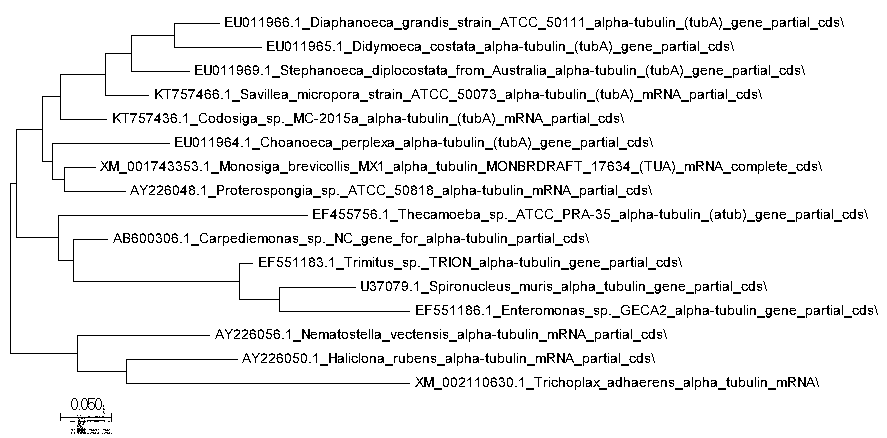 EU011966.1_Diaphanoeca_grandis_strain_ATCC_50111_alpha-tubulin_(tubA)_gene_partial_cds\
EU011965.1_Didymoeca_costata_alpha-tubulin_(tubA)_gene_partial_cds\
EU011969.1_Stephanoeca_diplocostata_from_Australia_alpha-tubulin_(tubA)_gene_partial_cds\
KT757466.1_Savillea_micropora_strain_ATCC_50073_alpha-tubulin_(tubA)_mRNA_partial_cds\
KT757436.1_Codosiga_sp._MC-2015a_alpha-tubulin_(tubA)_mRNA_partial_cds\
EU011964.1_Choanoeca_perplexa_alpha-tubulin_(tubA)_gene_partial_cds\
XM_001743353.1_Monosiga_brevicollis_MX1_alpha_tubulin_MONBRDRAFT_17634_(TUA)_mRNA_complete_cds\
AY226048.1_Proterospongia_sp._ATCC_50818_alpha-tubulin_mRNA_partial_cds\
EF455756.1_Thecamoeba_sp._ATCC_PRA-35_alpha-tubulin_(atub)_gene_partial_cds\
AB600306.1_Carpediemonas_sp._NC_gene_for_alpha-tubulin_partial_cds\
EF551183.1_Trimitus_sp._TRION_alpha-tubulin_gene_partial_cds\
U37079.1_Spironucleus_muris_alpha_tubulin_gene_partial_cds\
EF551186.1_Enteromonas_sp._GECA2_alpha-tubulin_gene_partial_cds\
AY226056.1_Nematostella_vectensis_alpha-tubulin_mRNA_partial_cds\
AY226050.1_Haliclona_rubens_alpha-tubulin_mRNA_partial_cds\
XM_002110630.1_Trichoplax_adhaerens_alpha_tubulin_mRNA\
0.050